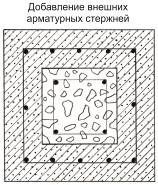 Добавление внешних
арматурных стержней